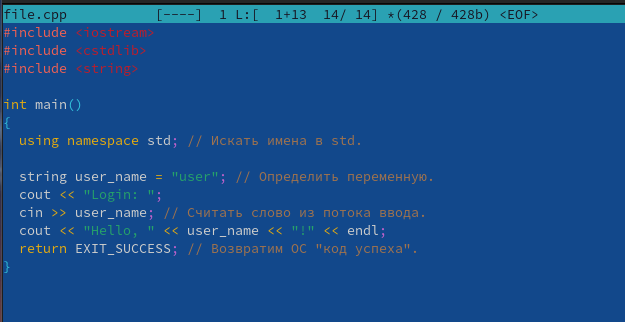 file.cpp [----] 1 L:[ 1+13 14/ 14] *(428 / 428b) <EOF>
#include <iostream>
#include <cstdlib>
#include <string>
int main()
{
using namespace std; // Искать имена в std.
string user_name = "user"; // Определить переменную.
cout << "Login: ";
cin >> user_name; // Считать слово из потока ввода.
cout << "Hello, " << user_name << "!" << endl;
return EXIT_SUCCESS; // Возвратим ОС "код успеха".
}